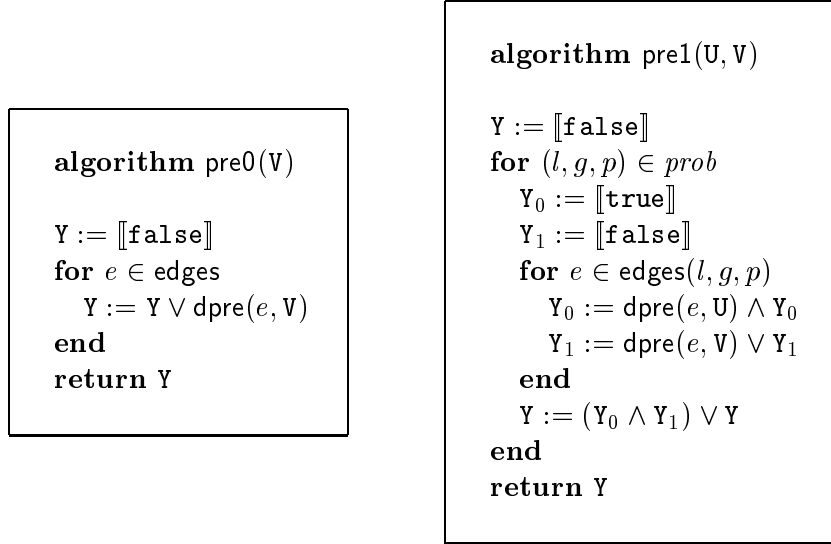 algorithm pre0(V)
Y := ⟦false⟧
for e ∈ edges
Y := Y ∨ dpre(e, V)
end
return Y
algorithm pre1(U, V)
Y := ⟦false⟧
for (l, g, p) ∈ prob
Y₀ := ⟦true⟧
Y₁ := ⟦false⟧
for e ∈ edges(l, g, p)
Y₀ := dpre(e, U) ∧ Y₀
Y₁ := dpre(e, V) ∨ Y₁
end
Y := (Y₀ ∧ Y₁) ∨ Y
end
return Y